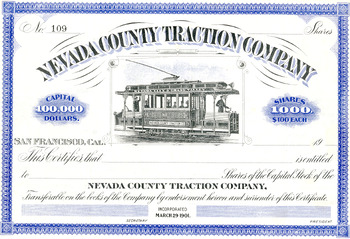 No. 109 Shares
NEVADA COUNTY TRACTION COMPANY
CAPITAL
100,000
DOLLARS.
SHARES
1000
$100 EACH
SAN FRANCISCO, CAL. 19
This Certifies that is entitled
to Shares of the Capital Stock of the
NEVADA COUNTY TRACTION COMPANY,
Transferable on the books of the Company by endorsement hereon and surrender of this Certificate.
INCORPORATED
MARCH 29 1901.
SECRETARY PRESIDENT